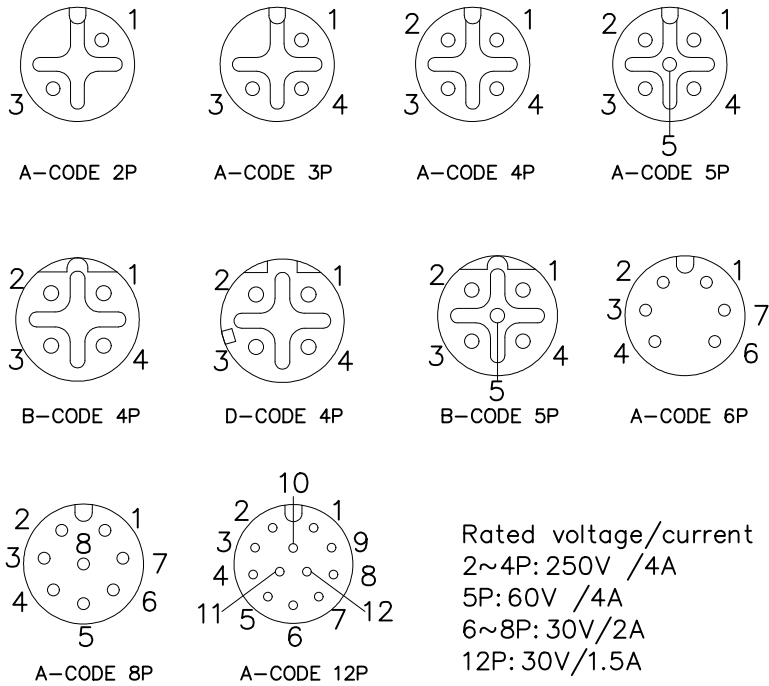 1
3
A-CODE 2P
1
3 4
A-CODE 3P
2 1
3 4
A-CODE 4P
2 1
3 4
5
A-CODE 5P
2 1
3 4
B-CODE 4P
2 1
3 4
D-CODE 4P
2 1
3 4
5
B-CODE 5P
2 1
3 7
4 6
A-CODE 6P
2 1
8
3 7
4 6
5
A-CODE 8P
10
2 1
3 9
4 8
11 12
5 7
6
A-CODE 12P
Rated voltage/current
2~4P: 250V /4A
5P: 60V /4A
6~8P: 30V/2A
12P: 30V/1.5A